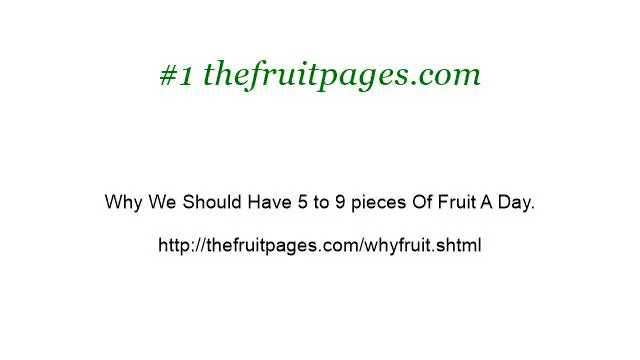 #1 thefruitpages.com
Why We Should Have 5 to 9 pieces Of Fruit A Day.
http://thefruitpages.com/whyfruit.shtml